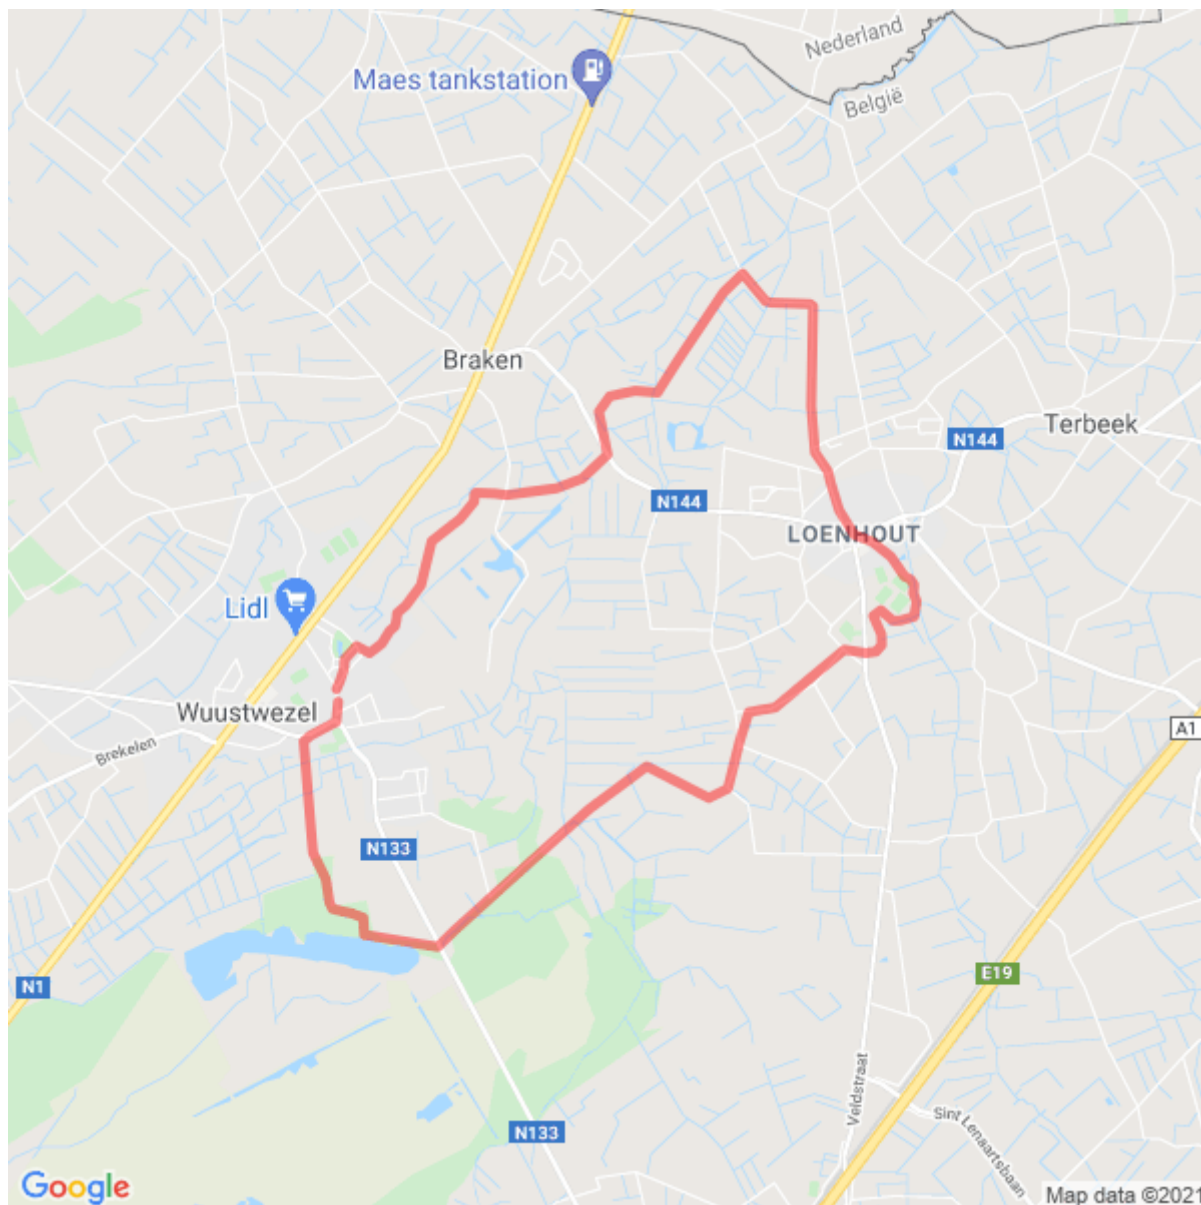 Nederland
België
Maes tankstation
Braken
Terbeek
N144
N144
LOENHOUT
Lidl
Wuustwezel
A1
Brekelen
N133
E19
N1
Veldstraat
Sint Lenaartsbaan
N133
Google
Map data ©2021